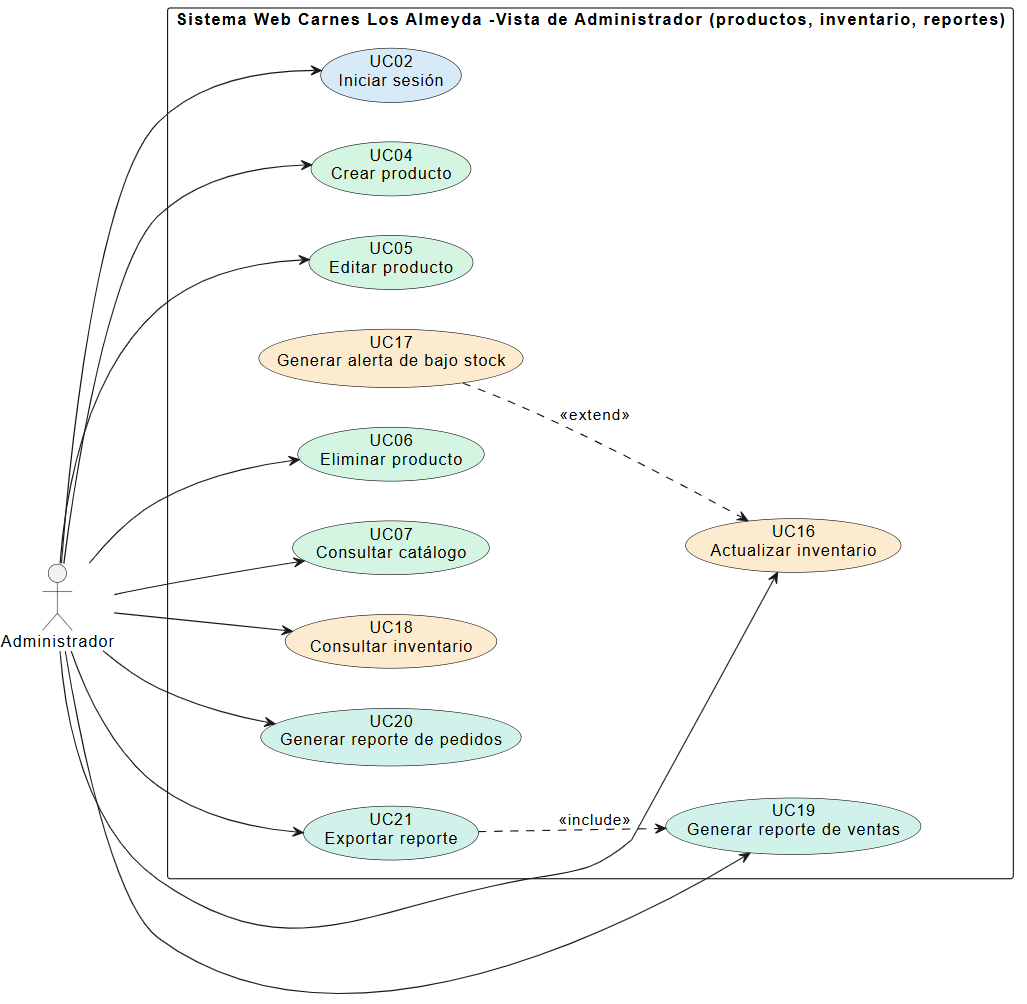 Sistema Web Carnes Los Almeyda -Vista de Administrador (productos, inventario, reportes)
UC02
Iniciar sesión
UC04
Crear producto
UC05
Editar producto
UC17
Generar alerta de bajo stock
«extend»
UC06
Eliminar producto
UC07
Consultar catálogo
UC16
Actualizar inventario
UC18
Consultar inventario
Administrador
UC20
Generar reporte de pedidos
UC21
Exportar reporte
«include»
UC19
Generar reporte de ventas